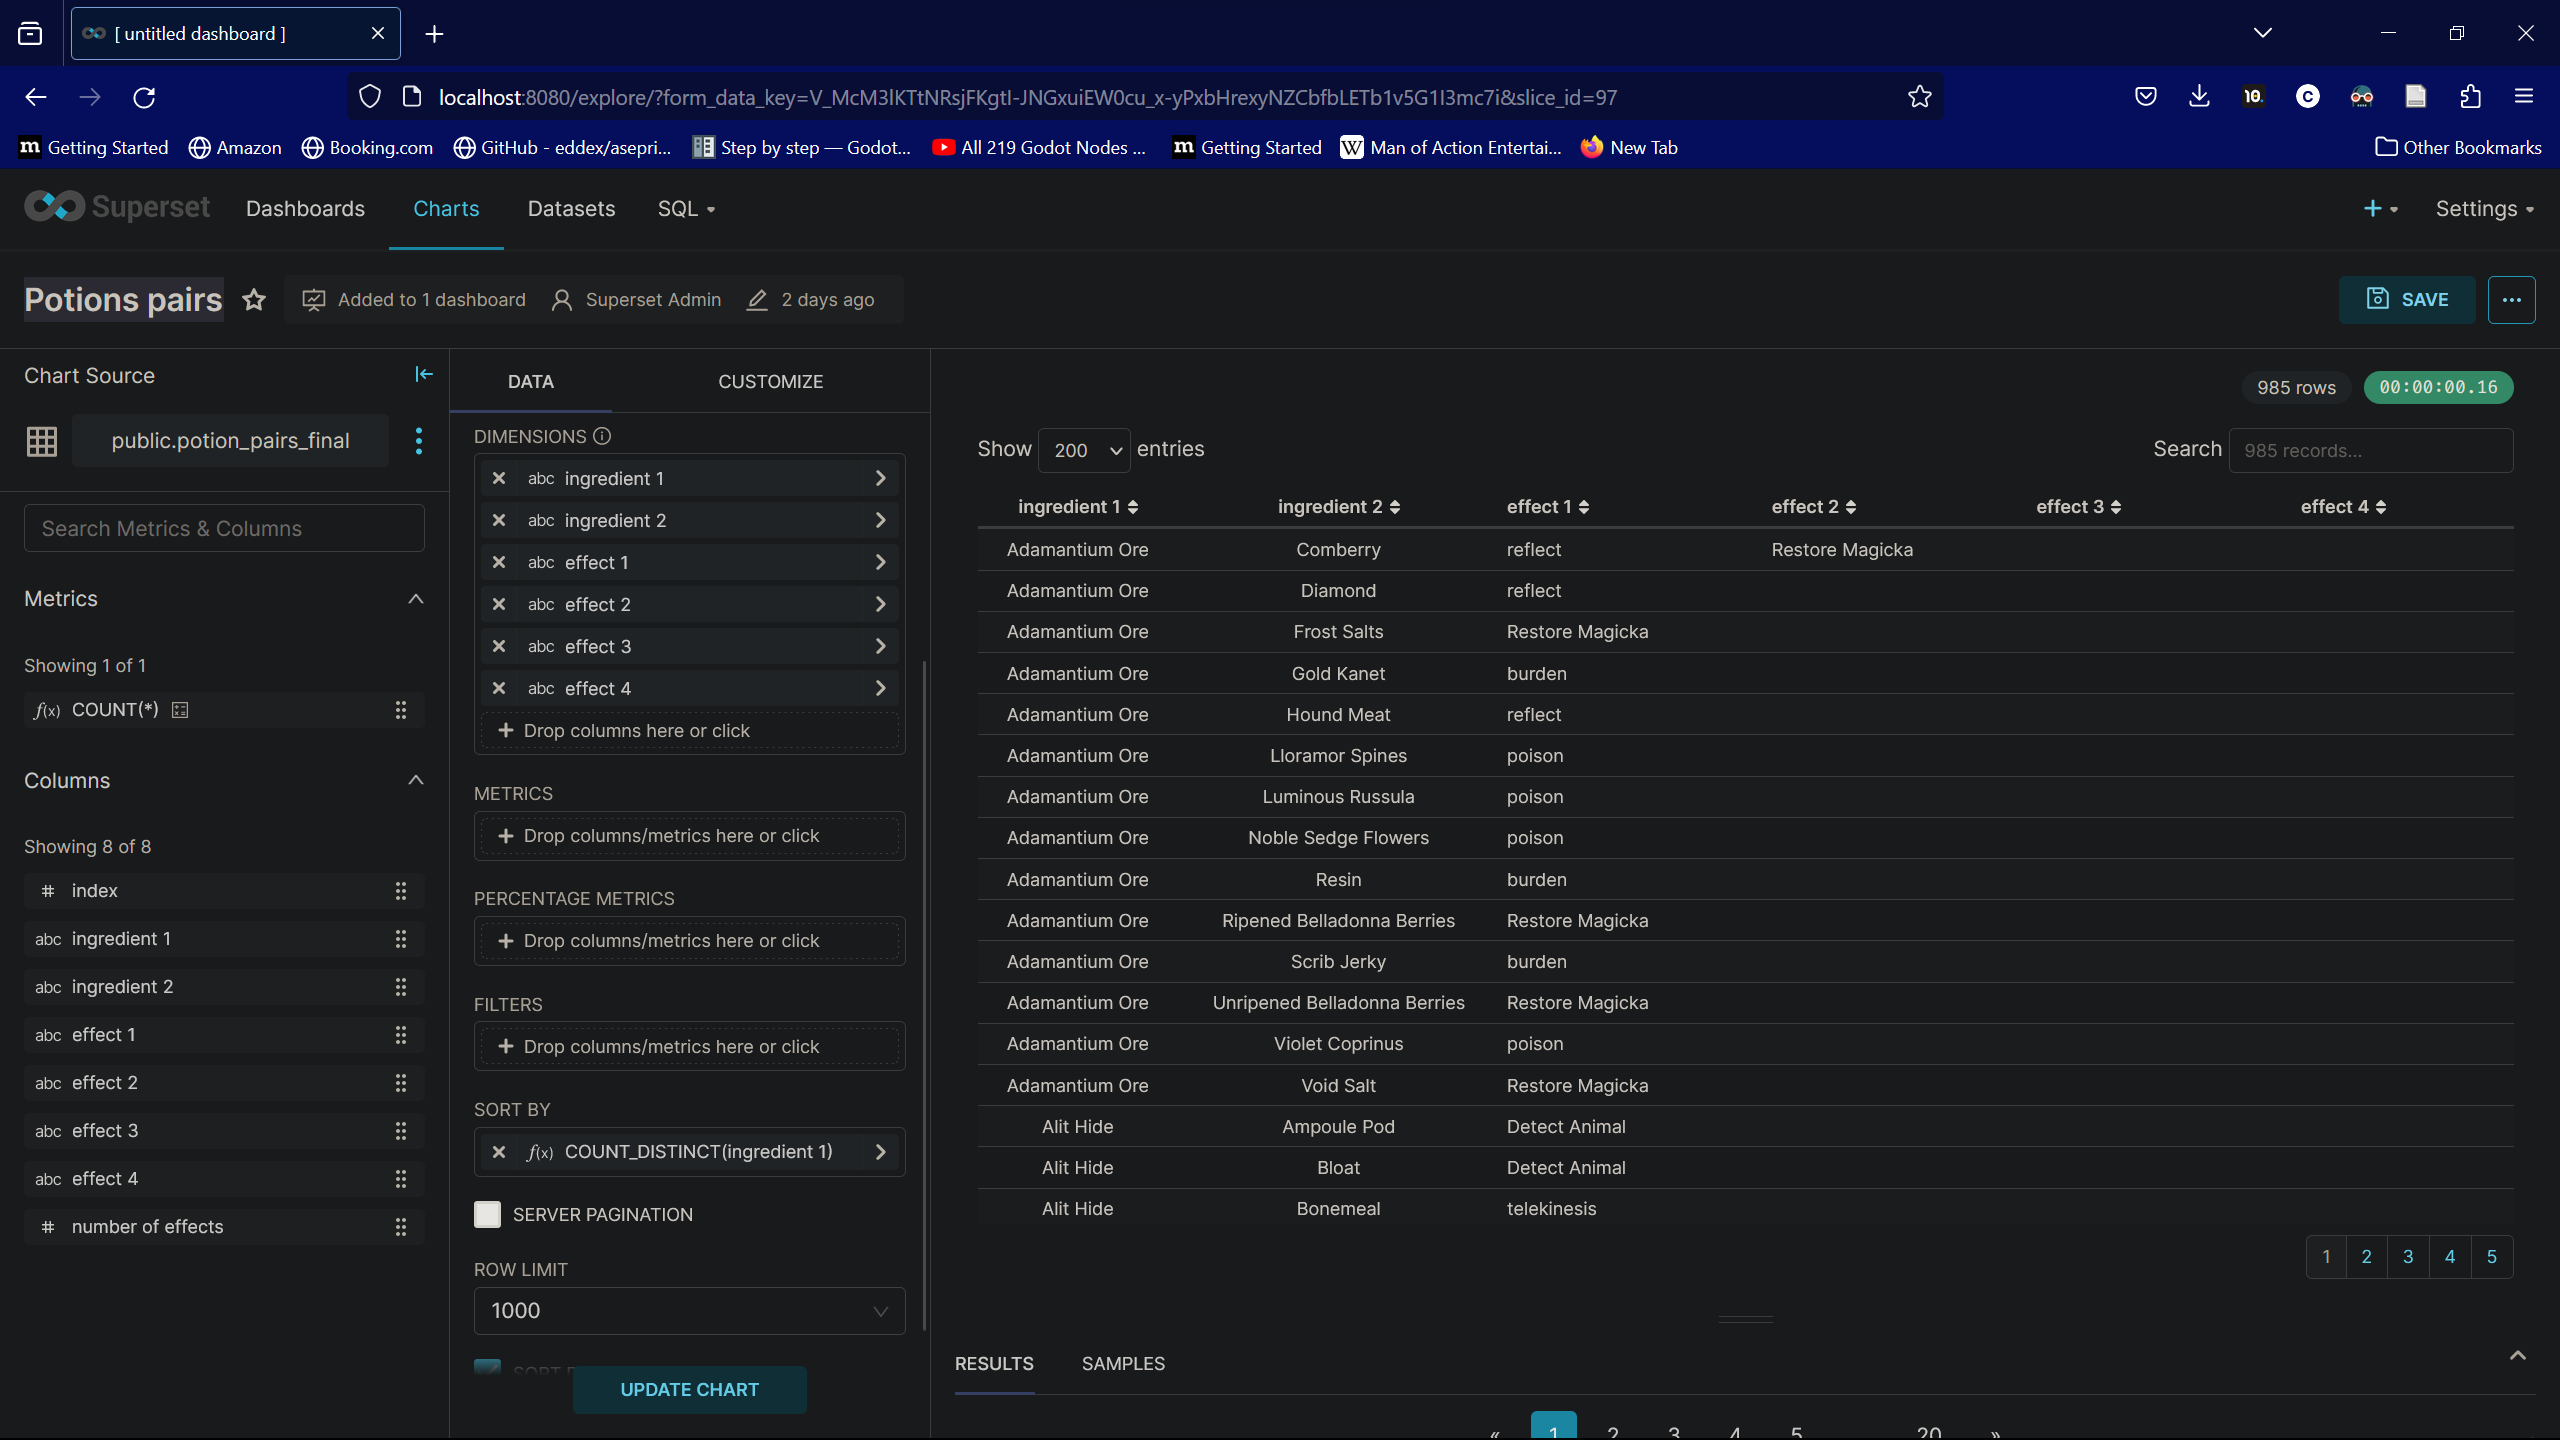 [ untitled dashboard ]
localhost:8080/explore/?form_data_key=V_McM3lKTtNRsjFKgtI-JNGxuiEW0cu_x-yPxbHrexyNZCbfbLETb1v5G1I3mc7i&slice_id=97
10.
C
m Getting Started Amazon Booking.com GitHub - eddex/asepri... Step by step — Godot... All 219 Godot Nodes ... m Getting Started W Man of Action Entertai... New Tab Other Bookmarks
Superset Dashboards Charts Datasets SQL Settings
Potions pairs Added to 1 dashboard Superset Admin 2 days ago SAVE
Chart Source
public.potion_pairs_final
Search Metrics & Columns
Metrics
Showing 1 of 1
f(x) COUNT(*)
Columns
Showing 8 of 8
# index
abc ingredient 1
abc ingredient 2
abc effect 1
abc effect 2
abc effect 3
abc effect 4
# number of effects
DATA CUSTOMIZE
DIMENSIONS
abc ingredient 1
abc ingredient 2
abc effect 1
abc effect 2
abc effect 3
abc effect 4
Drop columns here or click
METRICS
Drop columns/metrics here or click
PERCENTAGE METRICS
Drop columns/metrics here or click
FILTERS
Drop columns/metrics here or click
SORT BY
f(x) COUNT_DISTINCT(ingredient 1)
SERVER PAGINATION
ROW LIMIT
1000
UPDATE CHART
985 rows 00:00:00.16
Show 200 entries Search 985 records...
ingredient 1 ingredient 2 effect 1 effect 2 effect 3 effect 4
Adamantium Ore Comberry reflect Restore Magicka
Adamantium Ore Diamond reflect
Adamantium Ore Frost Salts Restore Magicka
Adamantium Ore Gold Kanet burden
Adamantium Ore Hound Meat reflect
Adamantium Ore Lloramor Spines poison
Adamantium Ore Luminous Russula poison
Adamantium Ore Noble Sedge Flowers poison
Adamantium Ore Resin burden
Adamantium Ore Ripened Belladonna Berries Restore Magicka
Adamantium Ore Scrib Jerky burden
Adamantium Ore Unripened Belladonna Berries Restore Magicka
Adamantium Ore Violet Coprinus poison
Adamantium Ore Void Salt Restore Magicka
Alit Hide Ampoule Pod Detect Animal
Alit Hide Bloat Detect Animal
Alit Hide Bonemeal telekinesis
1 2 3 4 5
RESULTS SAMPLES
« 1 2 3 4 5 20 »